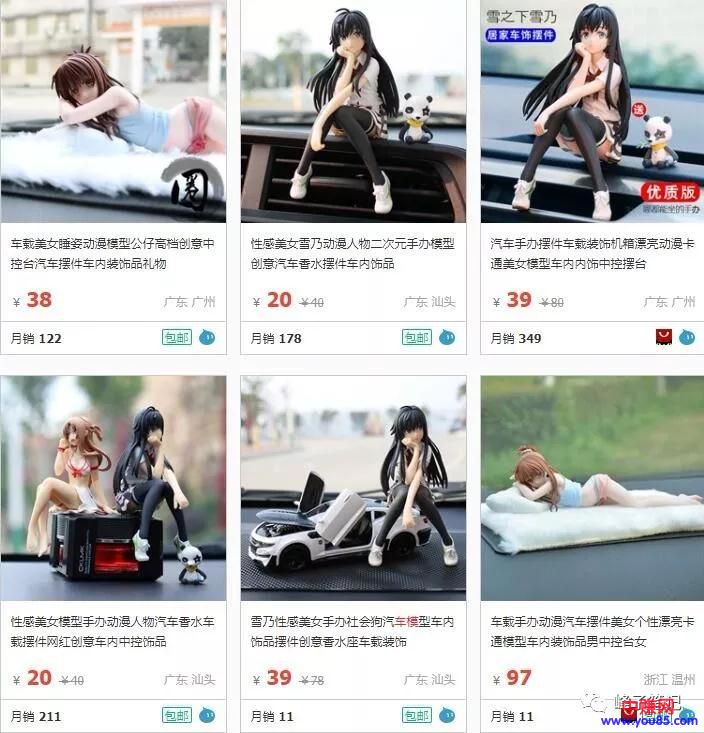 雪之下雪乃
居家车饰摆件
送
圈
优质版
车载美女睡姿动漫模型公仔高档创意中
控台汽车摆件车内装饰品礼物
¥ 38
广东 广州
月销 122
包邮
性感美女雪乃动漫人物二次元手办模型
创意汽车香水摆件车内饰品
¥ 20 ¥40
广东 汕头
月销 178
包邮
汽车手办摆件车载装饰机箱漂亮动漫卡
通美女模型车内内饰中控摆台
¥ 39 ¥80
广东 广州
月销 349
性感美女模型手办动漫人物汽车香水车
载摆件网红创意车内中控饰品
¥ 20 ¥40
广东 汕头
月销 211
包邮
雪乃性感美女手办社会狗汽车模型车内
饰品摆件创意香水座车载装饰
¥ 39 ¥78
广东 汕头
月销 11
包邮
车载手办动漫汽车摆件美女个性漂亮卡
通模型车内装饰品男中控台女
¥ 97
浙江 温州
月销 11
中赚网
www.you85.com